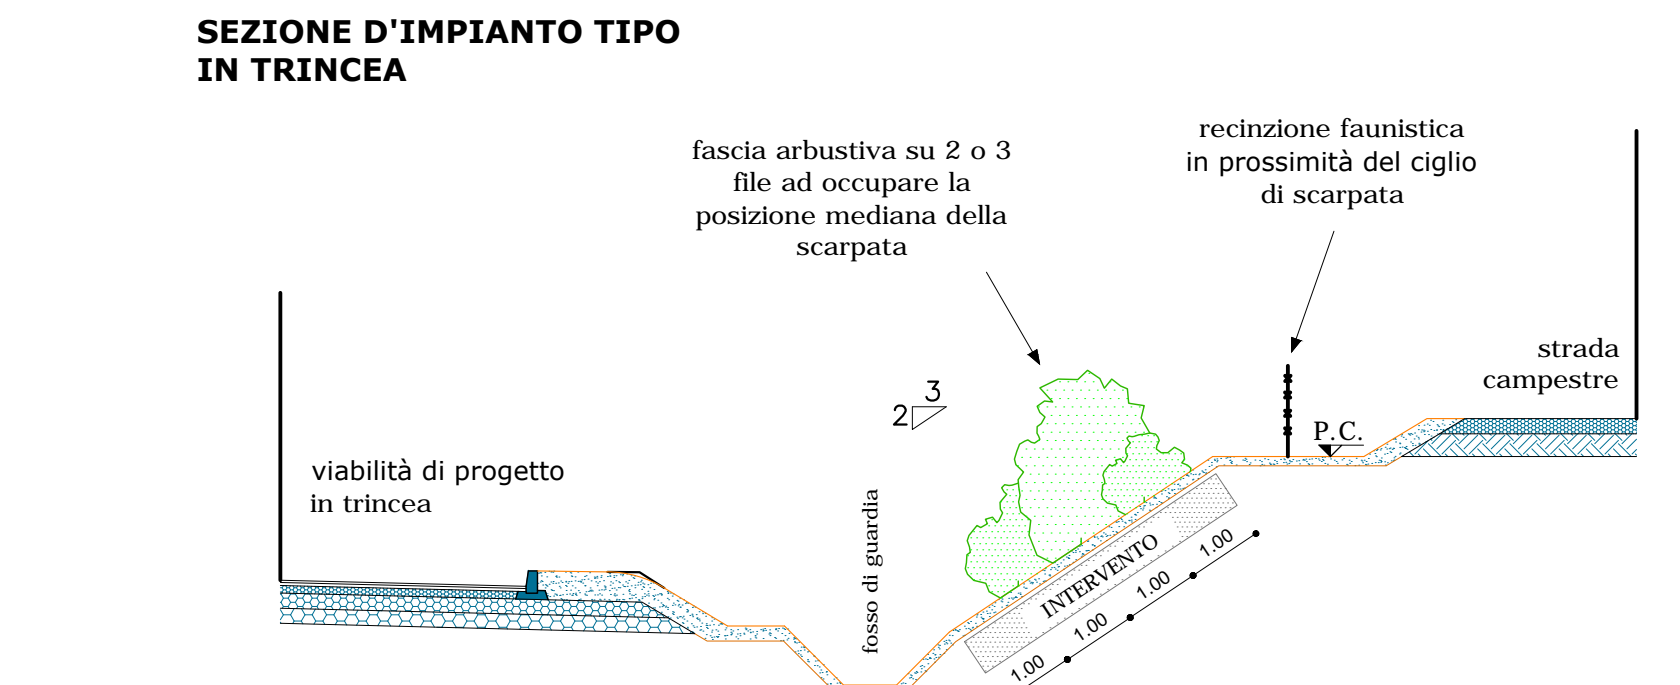 SEZIONE D'IMPIANTO TIPO
IN TRINCEA
fascia arbustiva su 2 o 3
file ad occupare la
posizione mediana della
scarpata
recinzione faunistica
in prossimità del ciglio
di scarpata
strada
campestre
3
2
P.C.
viabilità di progetto
in trincea
fosso di guardia
INTERVENTO
1.00
1.00
1.00
1.00